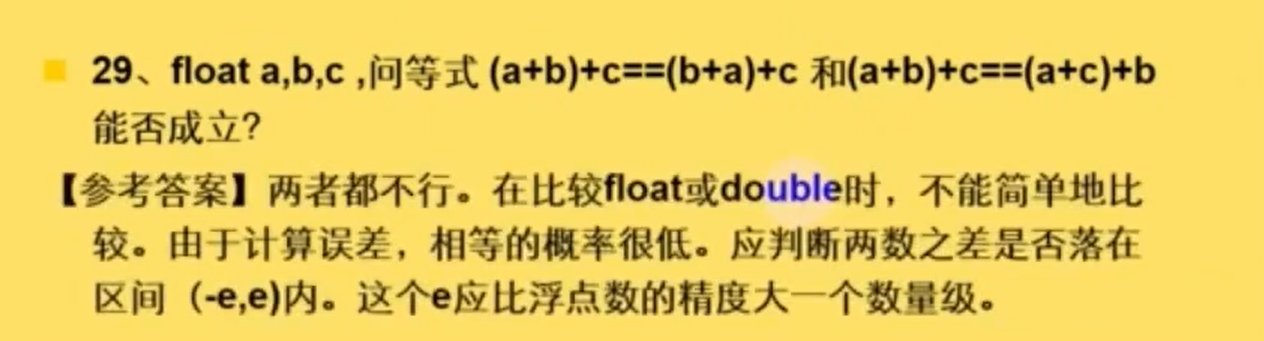 29、float a,b,c ,问等式 (a+b)+c==(b+a)+c 和(a+b)+c==(a+c)+b
能否成立?
【参考答案】两者都不行。在比较float或double时，不能简单地比
较。由于计算误差，相等的概率很低。应判断两数之差是否落在
区间（-e,e)内。这个e应比浮点数的精度大一个数量级。